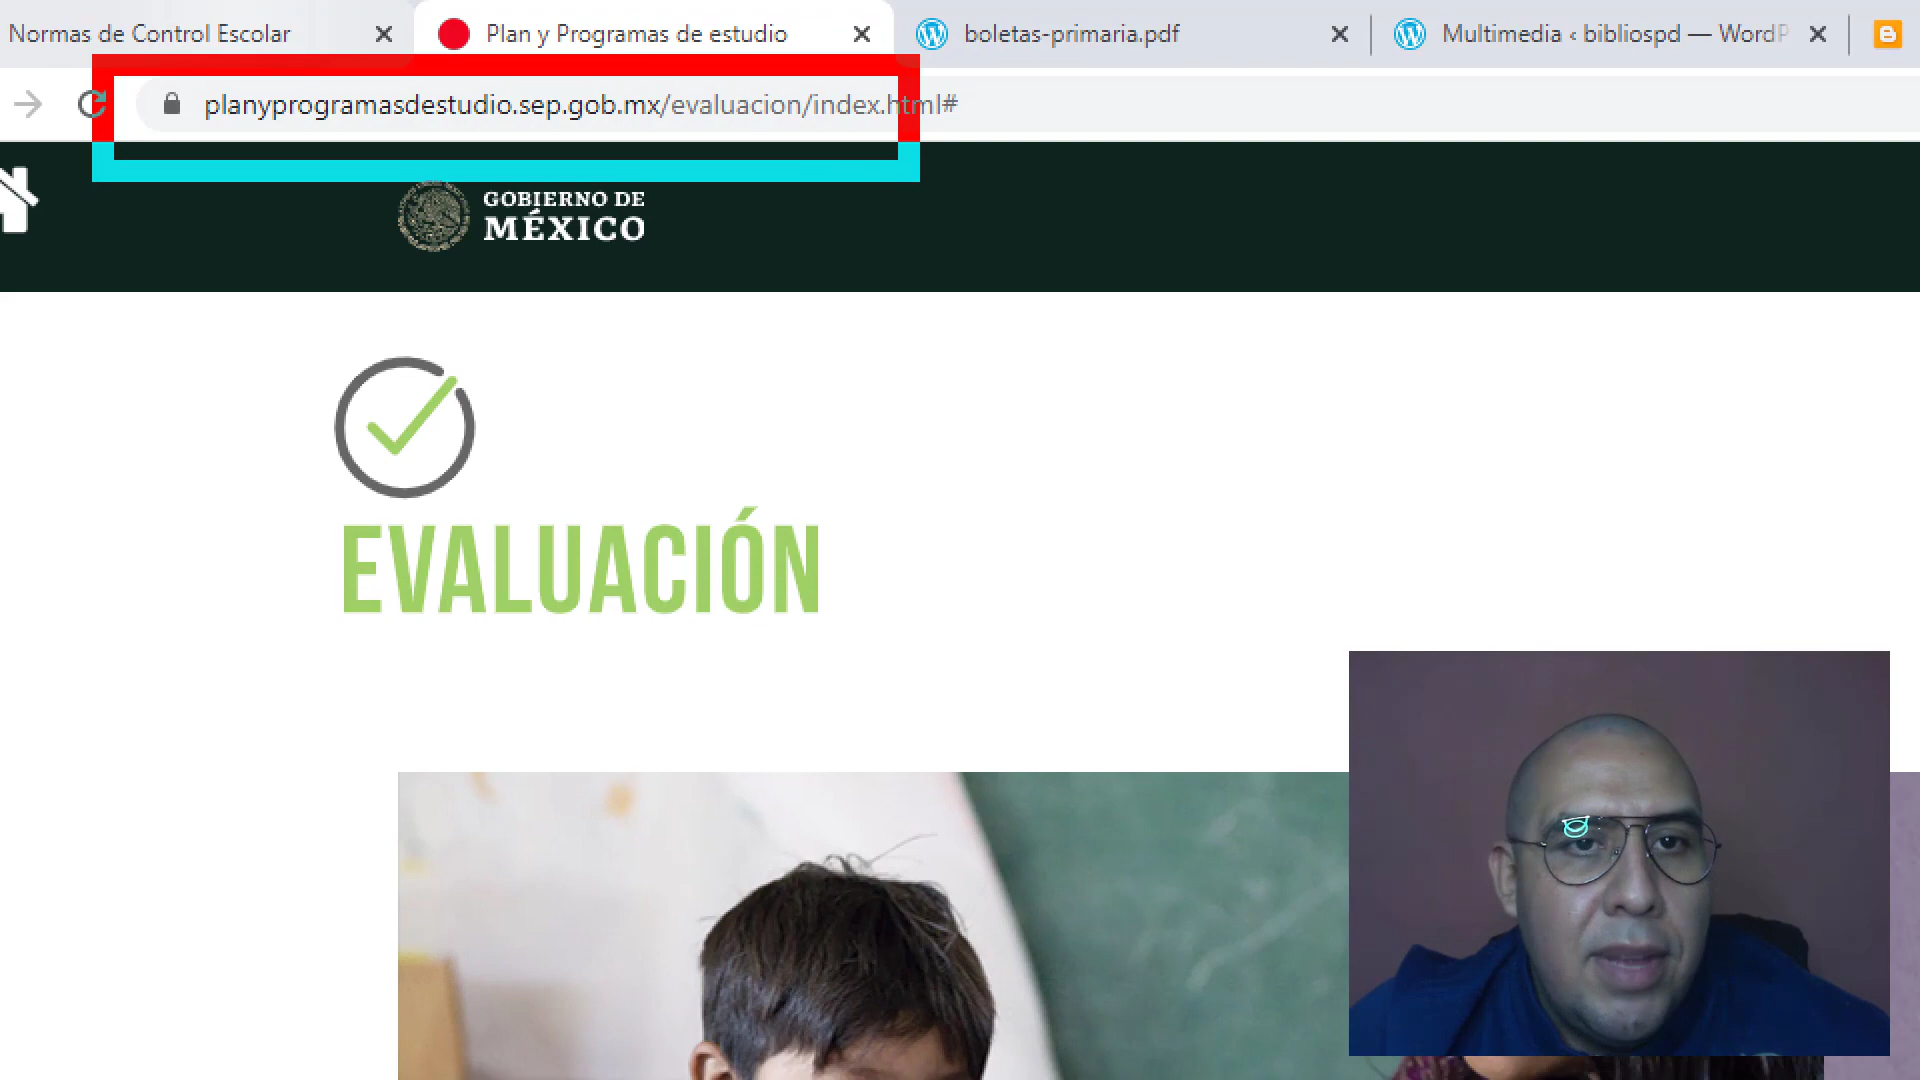 Normas de Control Escolar
Plan y Programas de estudio
boletas-primaria.pdf
Multimedia ‹ bibliospd — WordP
planyprogramasdestudio.sep.gob.mx/evaluacion/index.html#
GOBIERNO DE
MÉXICO
EVALUACIÓN